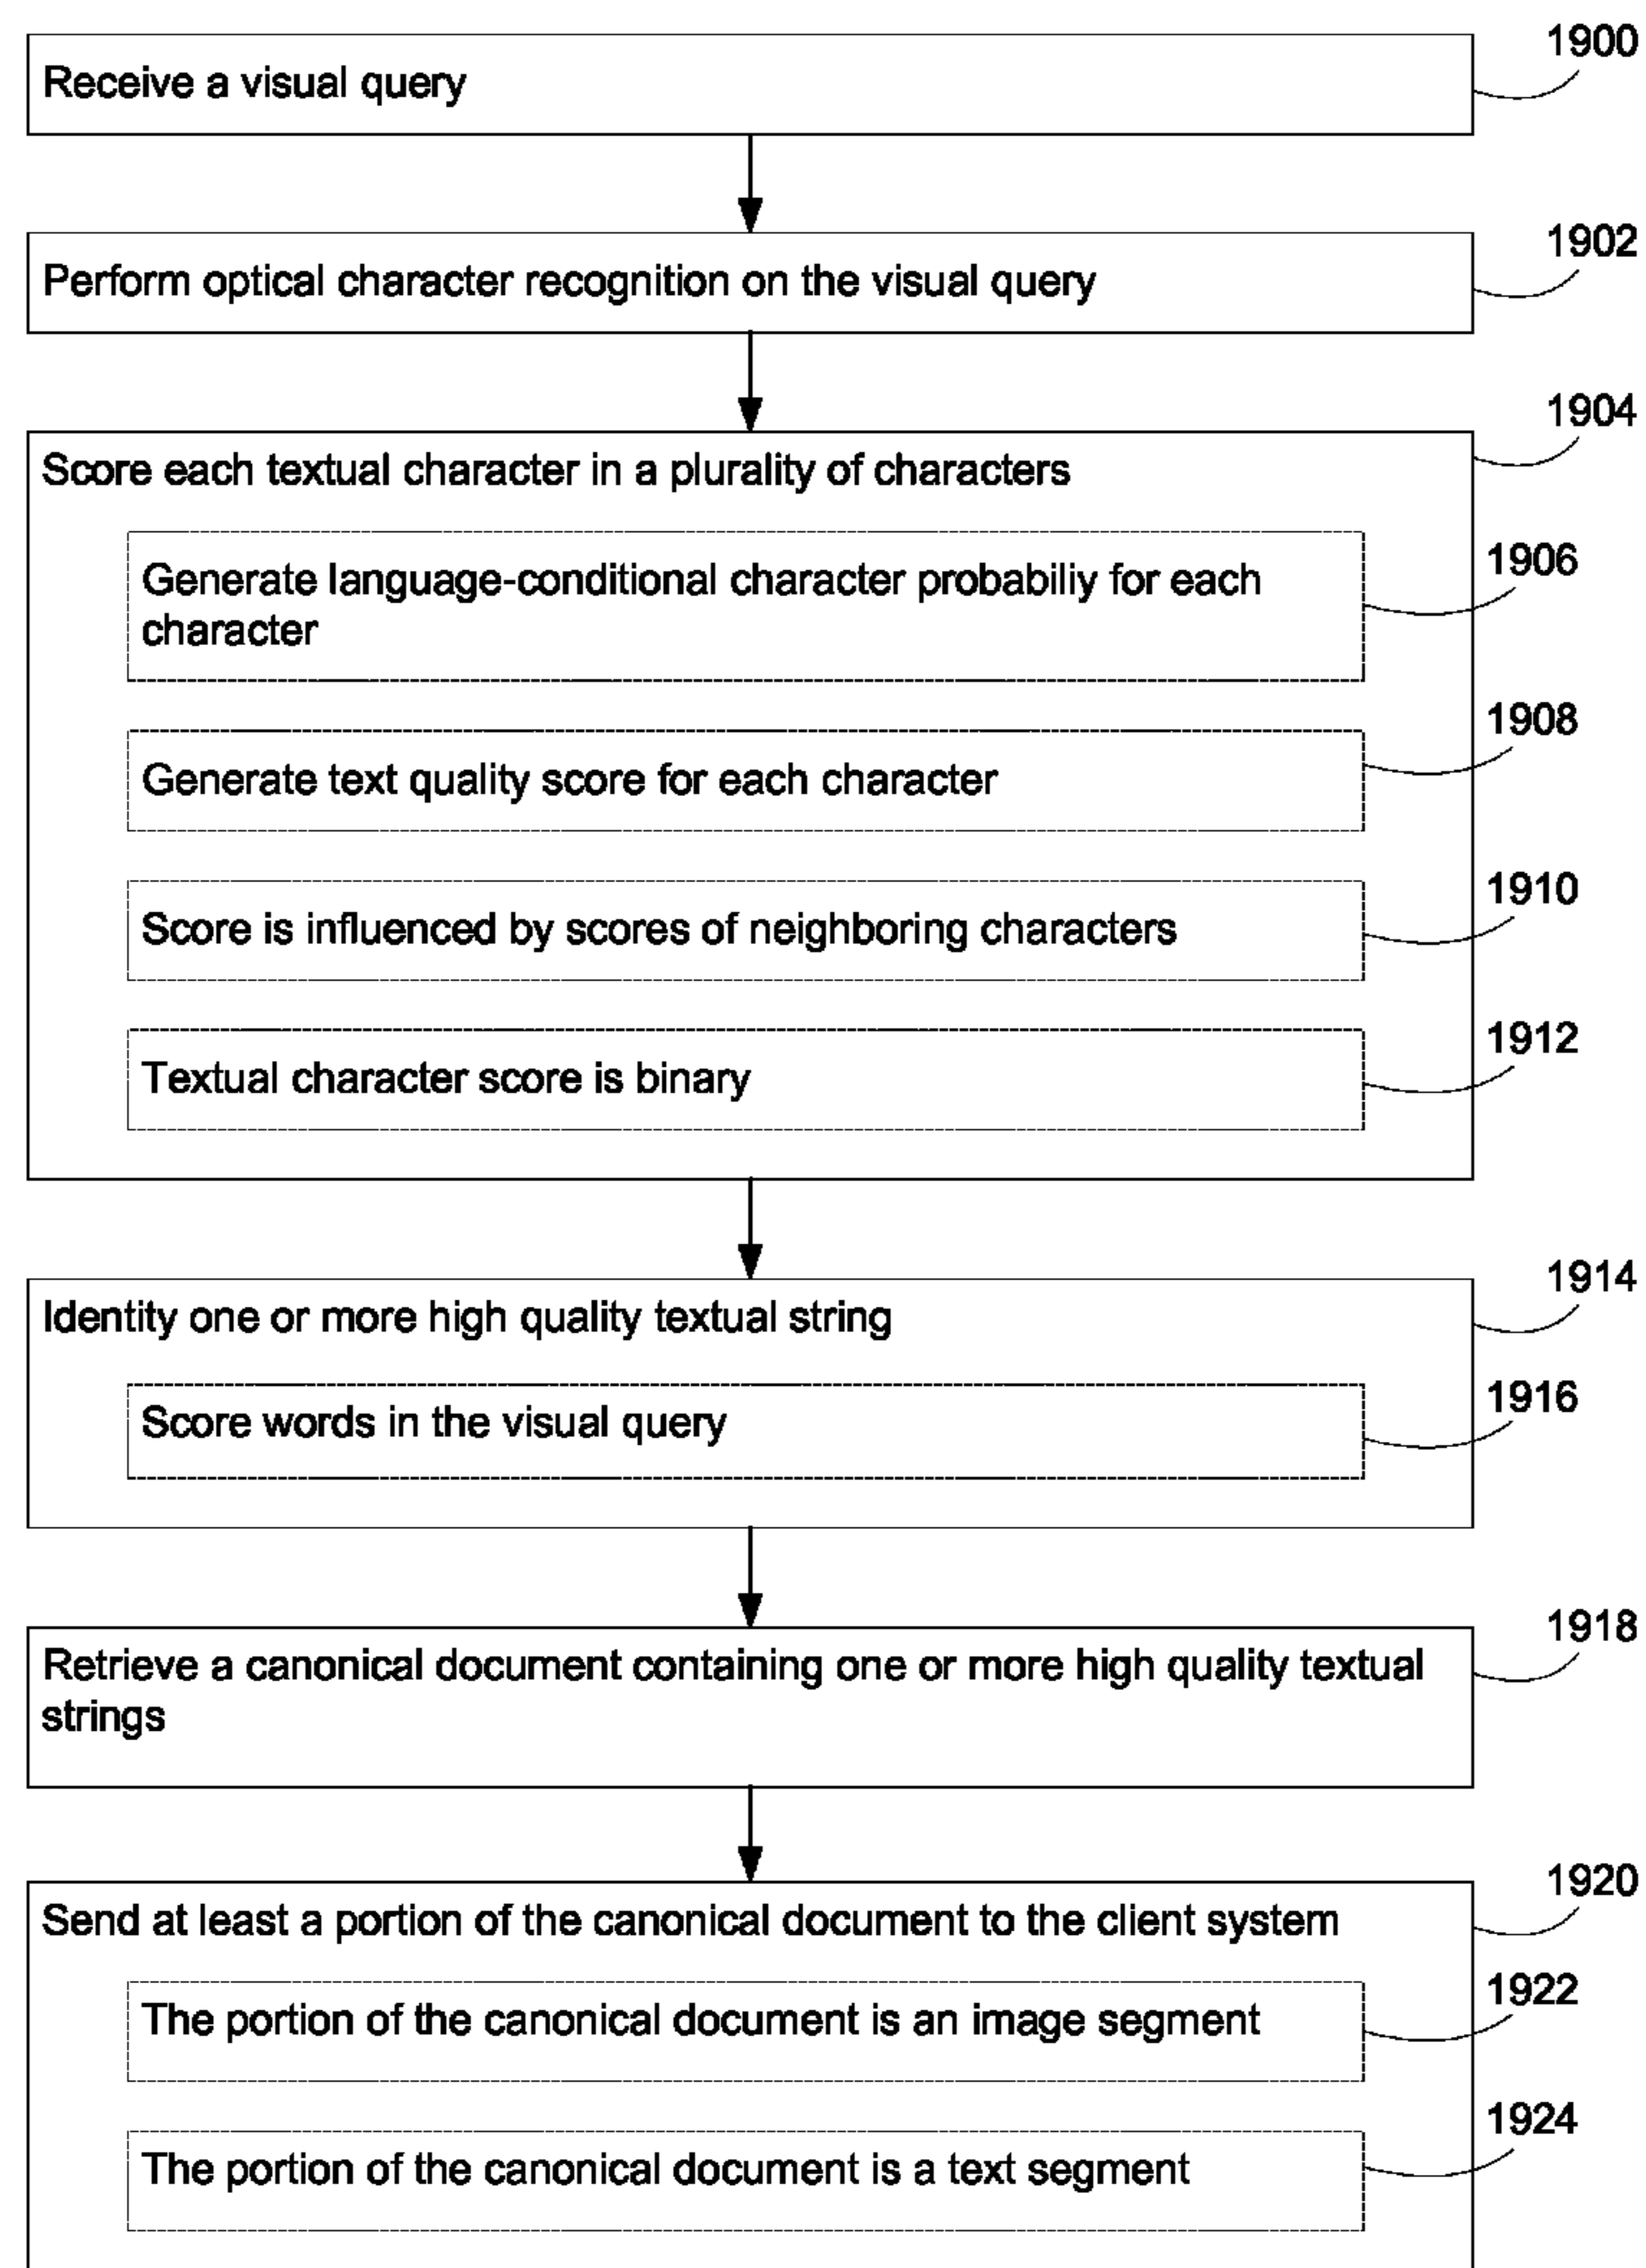 1900
Receive a visual query
1902
Perform optical character recognition on the visual query
1904
Score each textual character in a plurality of characters
1906
Generate language-conditional character probabiliy for each
character
1908
Generate text quality score for each character
1910
Score is influenced by scores of neighboring characters
1912
Textual character score is binary
1914
Identity one or more high quality textual string
1916
Score words in the visual query
1918
Retrieve a canonical document containing one or more high quality textual
strings
1920
Send at least a portion of the canonical document to the client system
1922
The portion of the canonical document is an image segment
1924
The portion of the canonical document is a text segment